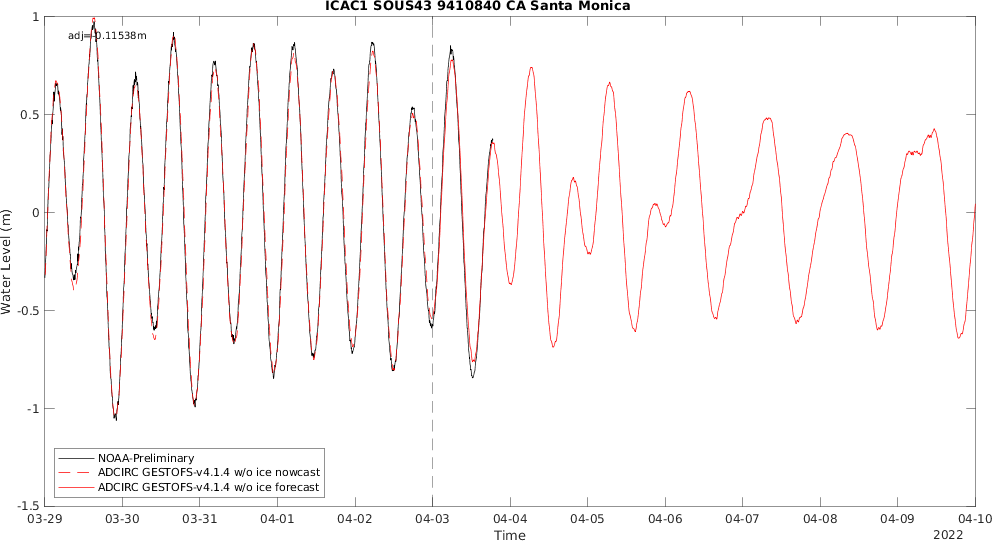 ICAC1 SOUS43 9410840 CA Santa Monica
adj=-0.11538m
1
0.5
0
-0.5
-1
-1.5
Water Level (m)
NOAA-Preliminary
ADCIRC GESTOFS-v4.1.4 w/o ice nowcast
ADCIRC GESTOFS-v4.1.4 w/o ice forecast
03-29 03-30 03-31 04-01 04-02 04-03 04-04 04-05 04-06 04-07 04-08 04-09 04-10
Time
2022